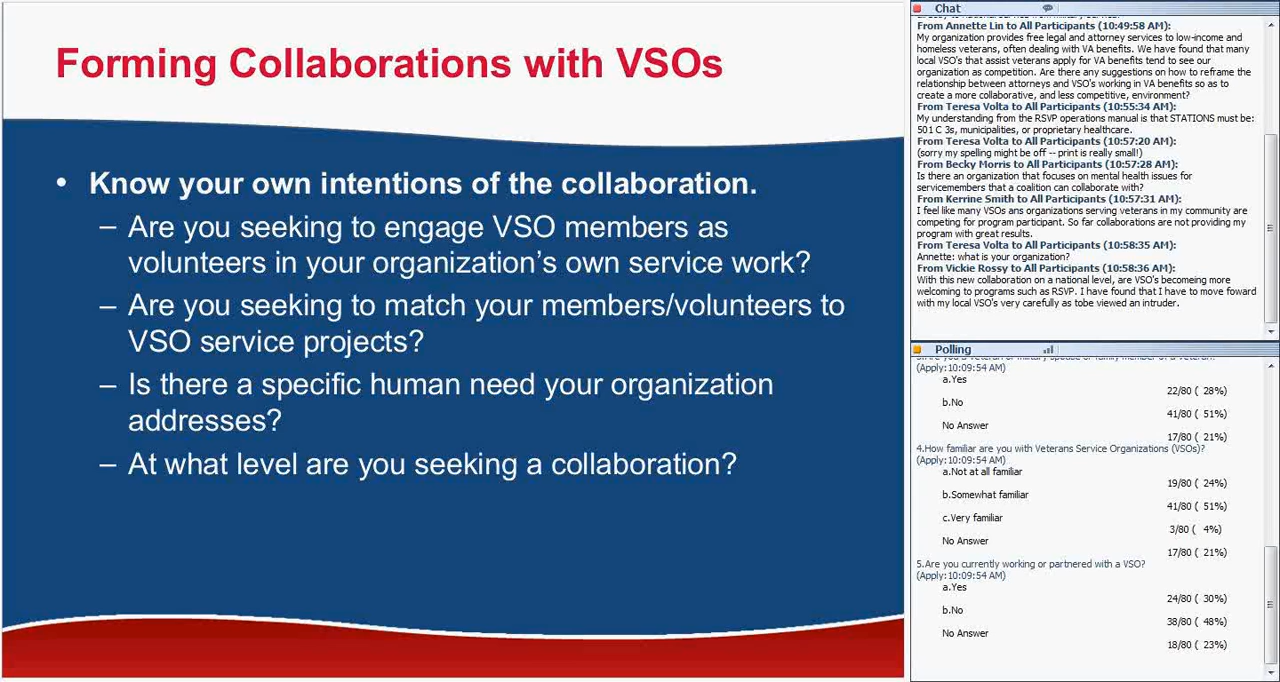 Forming Collaborations with VSOs
• Know your own intentions of the collaboration.
– Are you seeking to engage VSO members as
volunteers in your organization's own service work?
– Are you seeking to match your members/volunteers to
VSO service projects?
– Is there a specific human need your organization
addresses?
– At what level are you seeking a collaboration?
Chat
From Annette Lin to All Participants (10:49:58 AM):
My organization provides free legal and attorney services to low-income and
homeless veterans, often dealing with VA benefits. We have found that many
local VSO's that assist veterans apply for VA benefits tend to see our
organization as competition. Are there any suggestions on how to reframe the
relationship between attorneys and VSO's working in VA benefits so as to
create a more collaborative, and less competitive, environment?
From Teresa Volta to All Participants (10:55:34 AM):
My understanding from the RSVP operations manual is that STATIONS must be:
501 C 3s, municipalities, or proprietary healthcare.
From Teresa Volta to All Participants (10:57:20 AM):
(sorry my spelling might be off -- print is really small!)
From Becky Morris to All Participants (10:57:28 AM):
Is there an organization that focuses on mental health issues for
servicemembers that a coalition can collaborate with?
From Kerrine Smith to All Participants (10:57:31 AM):
I feel like many VSOs ans organizations serving veterans in my community are
competing for program participant. So far collaborations are not providing my
program with great results.
From Teresa Volta to All Participants (10:58:35 AM):
Annette: what is your organization?
From Vickie Rossy to All Participants (10:58:36 AM):
With this new collaboration on a national level, are VSO's becomeing more
welcoming to programs such as RSVP. I have found that I have to move foward
with my local VSO's very carefully as tobe viewed an intruder.
Polling
(Apply:10:09:54 AM)
a.Yes
22/80 ( 28%)
b.No
41/80 ( 51%)
No Answer
17/80 ( 21%)
4.How familiar are you with Veterans Service Organizations (VSOs)?
(Apply:10:09:54 AM)
a.Not at all familiar
19/80 ( 24%)
b.Somewhat familiar
41/80 ( 51%)
c.Very familiar
3/80 ( 4%)
No Answer
17/80 ( 21%)
5.Are you currently working or partnered with a VSO?
(Apply:10:09:54 AM)
a.Yes
24/80 ( 30%)
b.No
38/80 ( 48%)
No Answer
18/80 ( 23%)